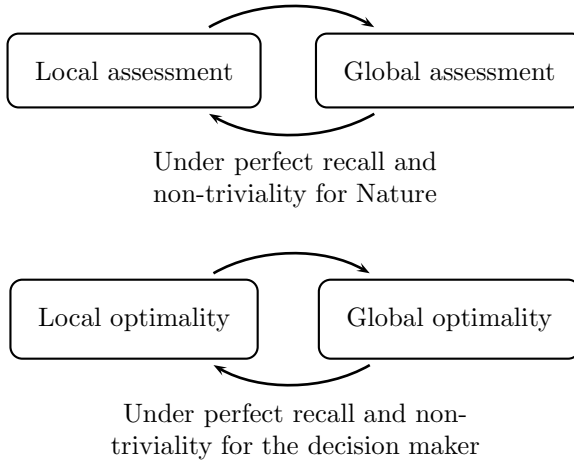 Local assessment
Global assessment
Under perfect recall and
non-triviality for Nature
Local optimality
Global optimality
Under perfect recall and non-
triviality for the decision maker